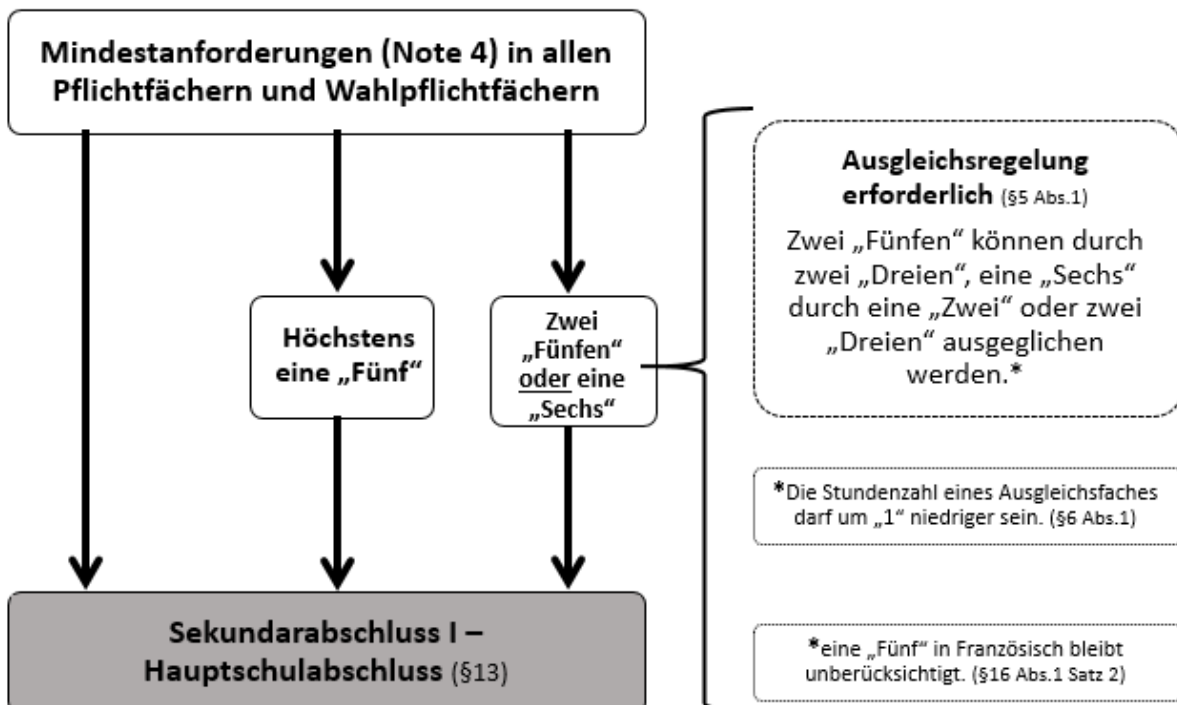 Mindestanforderungen (Note 4) in allen
Pflichtfächern und Wahlpflichtfächern
Höchstens
eine „Fünf“
Zwei
„Fünfen“
oder eine
„Sechs“
Ausgleichsregelung
erforderlich (§5 Abs.1)
Zwei „Fünfen“ können durch
zwei „Dreien“, eine „Sechs“
durch eine „Zwei“ oder zwei
„Dreien“ ausgeglichen
werden.*
*Die Stundenzahl eines Ausgleichsfaches
darf um „1“ niedriger sein. (§6 Abs.1)
Sekundarabschluss I –
Hauptschulabschluss (§13)
*eine „Fünf“ in Französisch bleibt
unberücksichtigt. (§16 Abs.1 Satz 2)